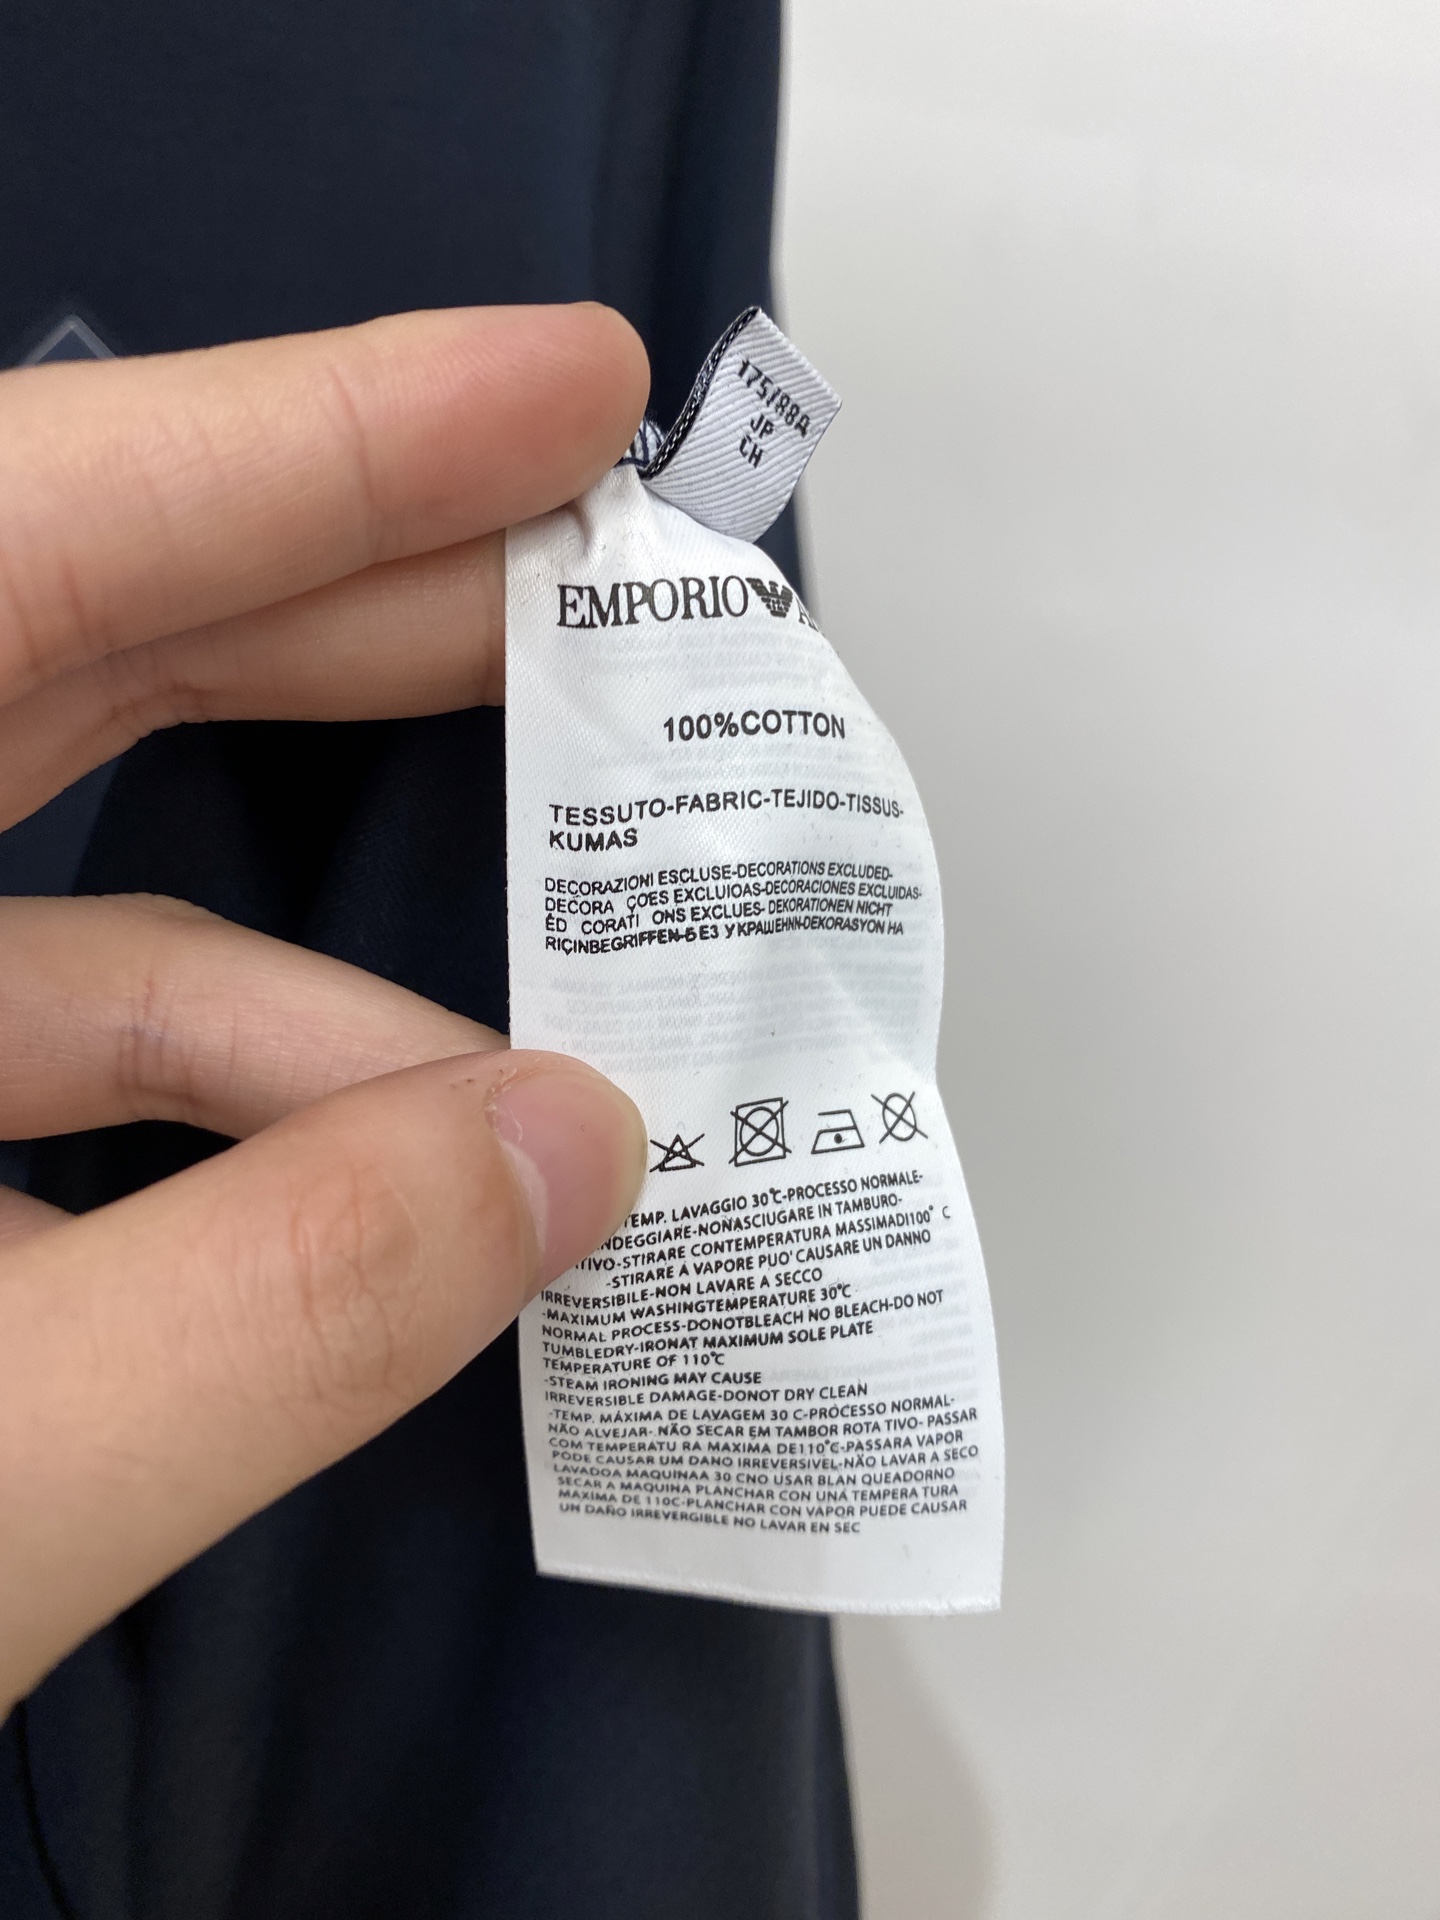 175/88A
JP
CH
EMPORIO
100%COTTON
TESSUTO-FABRIC-TEJIDO-TISSUS-
KUMAS
DECORAZIONI ESCLUSE-DECORATIONS EXCLUDED-
DECORA ÇOES EXCLUIOAS-DECORACIONES EXCLUIDAS-
ÉD CORATI ONS EXCLUES- DEKORATIONEN NICHT
RIÇINBEGRIFFEN-БЕЗ УКРАШЕНN-DEKORASYON HA
TEMP. LAVAGGIO 30℃-PROCESSO NORMALE-
NDEGGIARE-NONASCIUGARE IN TAMBURO-
TIVO-STIRARE CONTEMPERATURA MASSIMADI100° C
-STIRARE A VAPORE PUO' CAUSARE UN DANNO
IRREVERSIBILE-NON LAVARE A SECCO
-MAXIMUM WASHINGTEMPERATURE 30℃
NORMAL PROCESS-DONOTBLEACH NO BLEACH-DO NOT
TUMBLEDRY-IRONAT MAXIMUM SOLE PLATE
TEMPERATURE OF 110℃
-STEAM IRONING MAY CAUSE
IRREVERSIBLE DAMAGE-DONOT DRY CLEAN
-TEMP. MÁXIMA DE LAVAGEM 30 C-PROCESSO NORMAL-
NÃO ALVEJAR-.NÃO SECAR EM TAMBOR ROTA TIVO- PASSAR
COM TEMPERATU RA MAXIMA DE110℃-PASSARA VAPOR
PODE CAUSAR UM DANO IRREVERSIVEL-NÃO LAVAR A SECO
LAVADOA MAQUINAA 30 CNO USAR BLAN QUEADORNO
SECAR A MAQUINA PLANCHAR CON UNA TEMPERA TURA
MAXIMA DE 110C-PLANCHAR CON VAPOR PUEDE CAUSAR
UN DAÑO IRREVERGIBLE NO LAVAR EN SEC